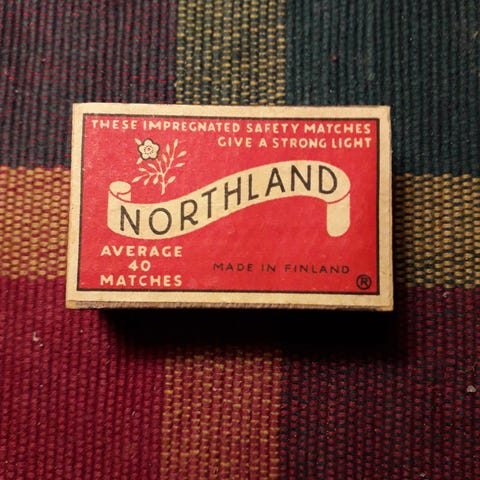 THESE IMPREGNATED SAFETY MATCHES
GIVE A STRONG LIGHT
NORTHLAND
AVERAGE
40
MATCHES
MADE IN FINLAND
®